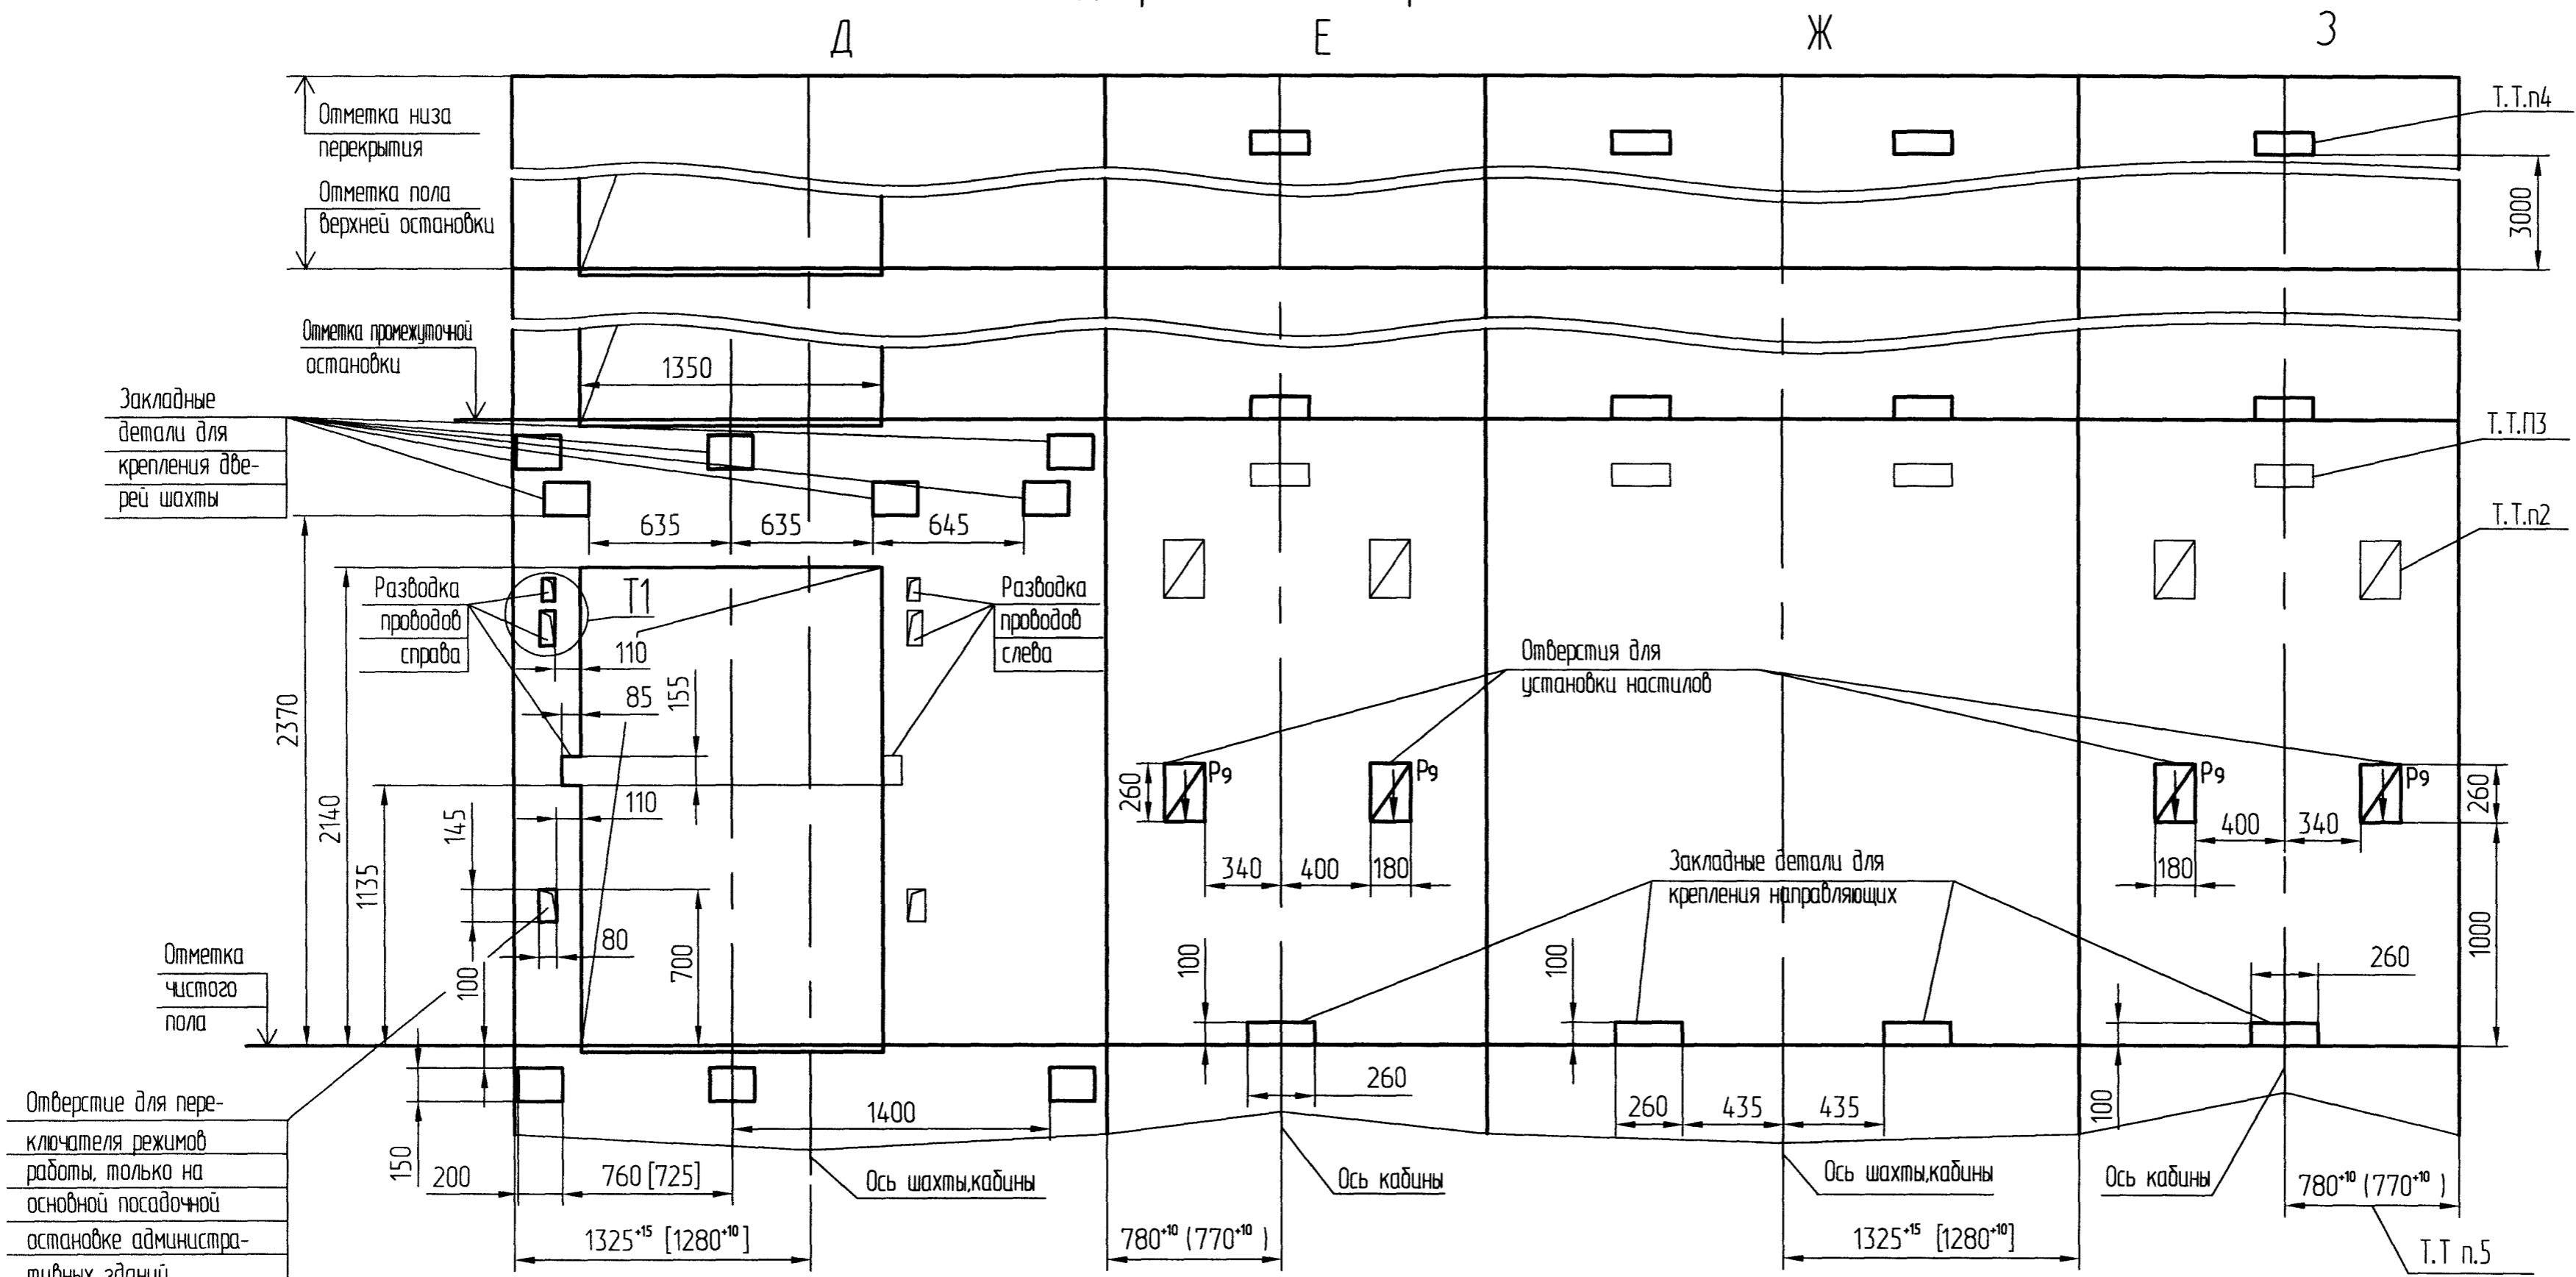 Д
Е
Ж
З
Отметка низа
перекрытия
Отметка пола
верхней остановки
Отметка промежуточной
остановки
Закладные
детали для
крепления две-
рей шахты
1350
635
635
645
Разводка
проводов
справа
Т1
110
Разводка
проводов
слева
85
155
110
2370
2140
1135
145
100
80
700
Отметка
чистого
пола
Отверстие для пере-
ключателя режимов
работы, только на
основной посадочной
остановке администра-
тивных зданий
150
200
760 [725]
1400
1325⁺¹⁵ [1280⁺¹⁰]
Ось шахты,кабины
Отверстия для
установки настилов
260
P9
P9
340
400
180
100
260
Ось кабины
780⁺¹⁰ (770⁺¹⁰ )
Закладные детали для
крепления направляющих
100
260
435
435
Ось шахты,кабины
1325⁺¹⁵ [1280⁺¹⁰]
Т.Т.п4
3000
Т.Т.П3
Т.Т.п2
P9
P9
260
400
340
180
1000
260
100
Ось кабины
780⁺¹⁰ (770⁺¹⁰ )
Т.Т п.5